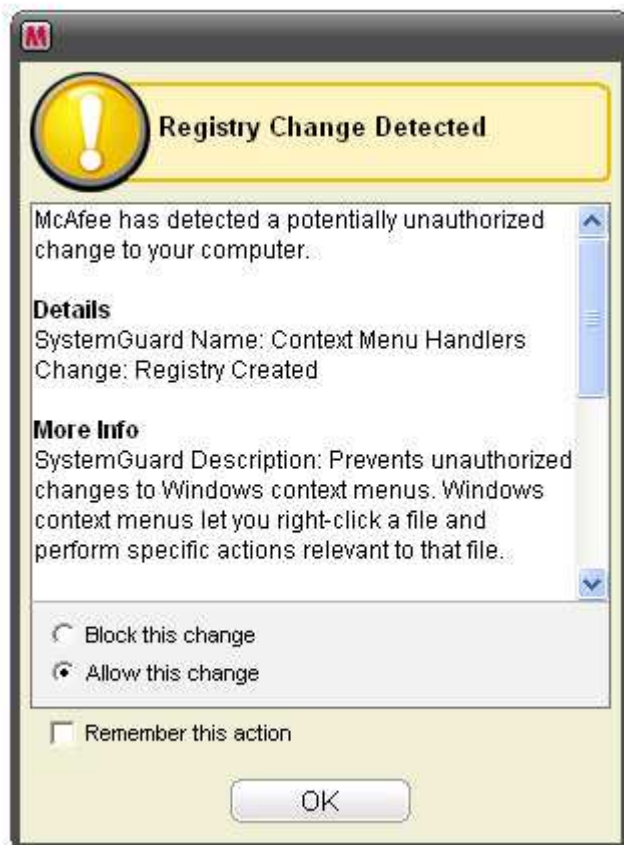 M
Registry Change Detected
McAfee has detected a potentially unauthorized
change to your computer.
Details
SystemGuard Name: Context Menu Handlers
Change: Registry Created
More Info
SystemGuard Description: Prevents unauthorized
changes to Windows context menus. Windows
context menus let you right-click a file and
perform specific actions relevant to that file.
Block this change
Allow this change
Remember this action
OK